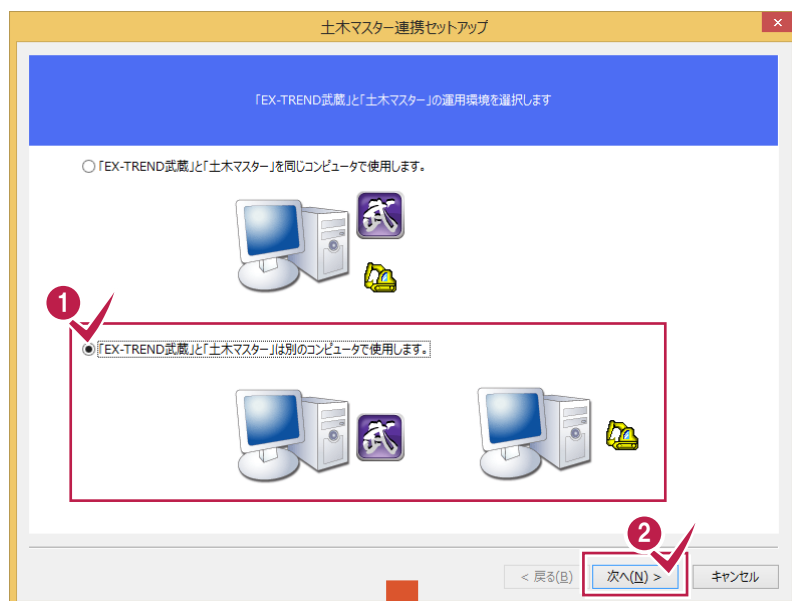 土木マスター連携セットアップ
「EX-TREND武蔵」と「土木マスター」の運用環境を選択します
「EX-TREND武蔵」と「土木マスター」を同じコンピュータで使用します。
武
1
「EX-TREND武蔵」と「土木マスター」は別のコンピュータで使用します。
武
2
< 戻る(B)
次へ(N) >
キャンセル